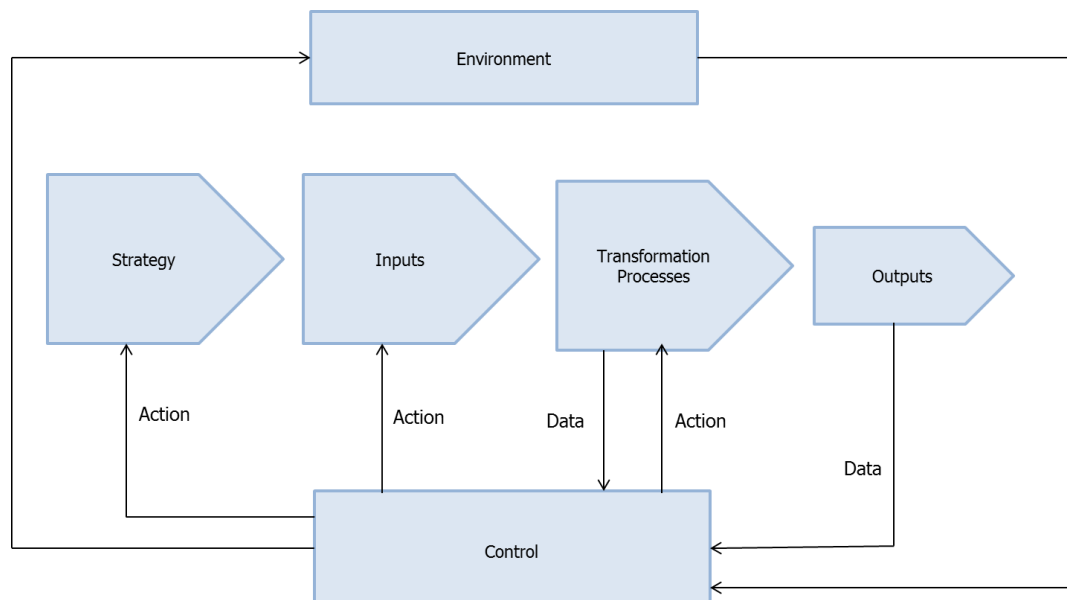 Environment
Strategy
Inputs
Transformation
Processes
Outputs
Action
Action
Data
Action
Data
Control